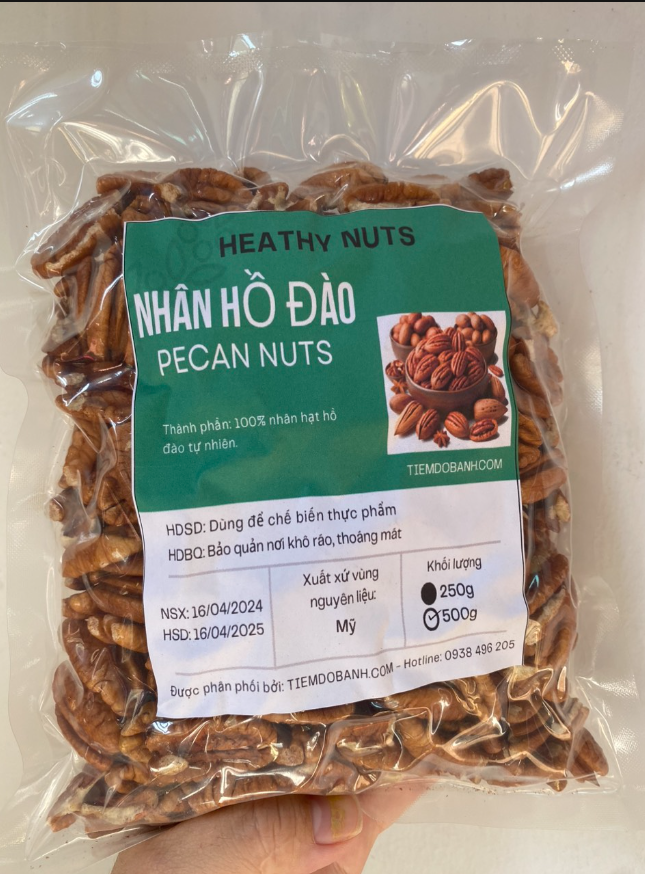 HEATHY NUTS
NHÂN HỒ ĐÀO
PECAN NUTS
Thành phần: 100% nhân hạt hồ
đào tự nhiên.
TIEMDOBANH.COM
HDSD: Dùng để chế biến thực phẩm
HDBQ: Bảo quản nơi khô ráo, thoáng mát
NSX: 16/04/2024
HSD: 16/04/2025
Xuất xứ vùng
nguyên liệu:
Mỹ
Khối lượng
250g
500g
Được phân phối bởi: TIEMDOBANH.COM - Hotline: 0938 496 205